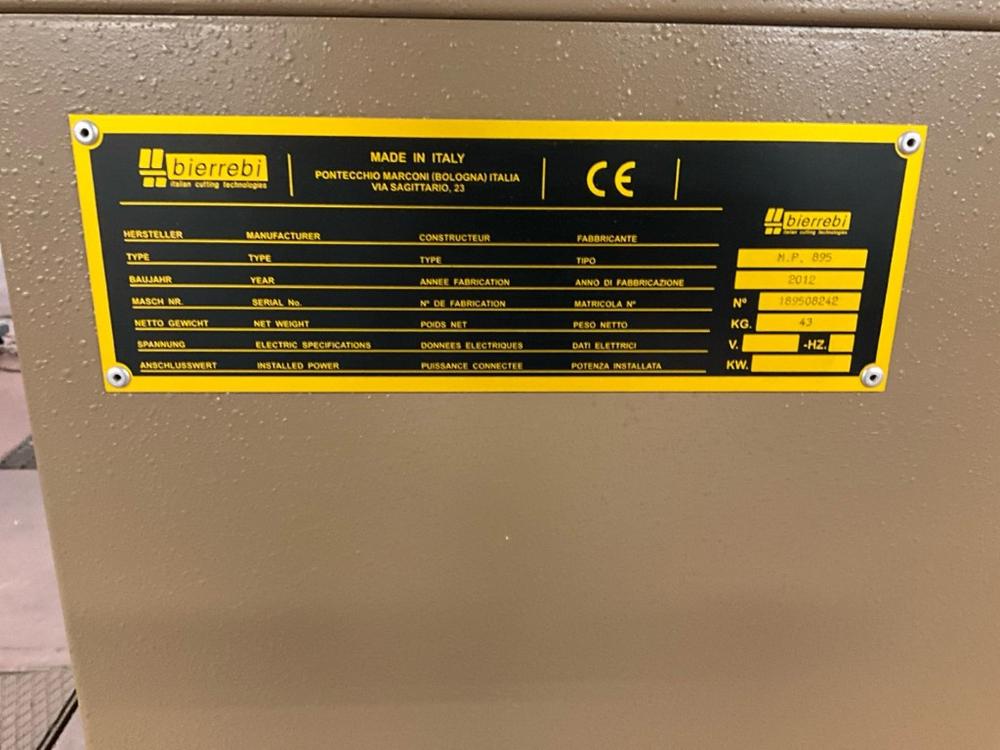 bierrebi
italian cutting technologies
MADE IN ITALY
PONTECCHIO MARCONI (BOLOGNA) ITALIA
VIA SAGITTARIO, 23
CE
bierrebi
italian cutting technologies
HERSTELLER MANUFACTURER CONSTRUCTEUR FABBRICANTE
TYPE TYPE TYPE TIPO M.P. 895
BAUJAHR YEAR ANNEE FABRICATION ANNO DI FABBRICAZIONE 2012
MASCH NR. SERIAL No. N° DE FABRICATION MATRICOLA N° N° 189508242
NETTO GEWICHT NET WEIGHT POIDS NET PESO NETTO KG. 43
SPANNUNG ELECTRIC SPECIFICATIONS DONNEES ELECTRIQUES DATI ELETTRICI V. -HZ.
ANSCHLUSSWERT INSTALLED POWER PUISSANCE CONNECTEE POTENZA INSTALLATA KW.